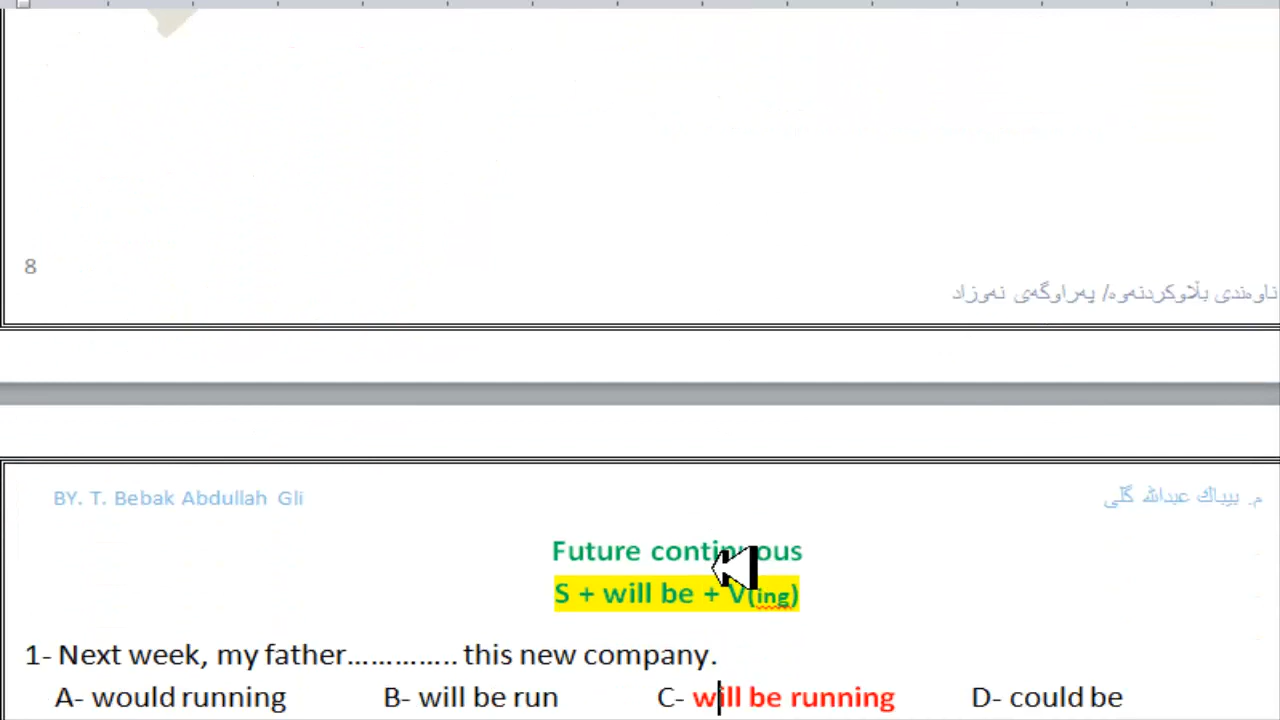 8
ناوەندی بڵاوکردنەوە/ پەراوگەی نەوزاد
BY. T. Bebak Abdullah Gli
م. بیباك عبدالله گلی
Future continuous
S + will be + V(ing)
1- Next week, my father………….. this new company.
A- would running B- will be run C- will be running D- could be